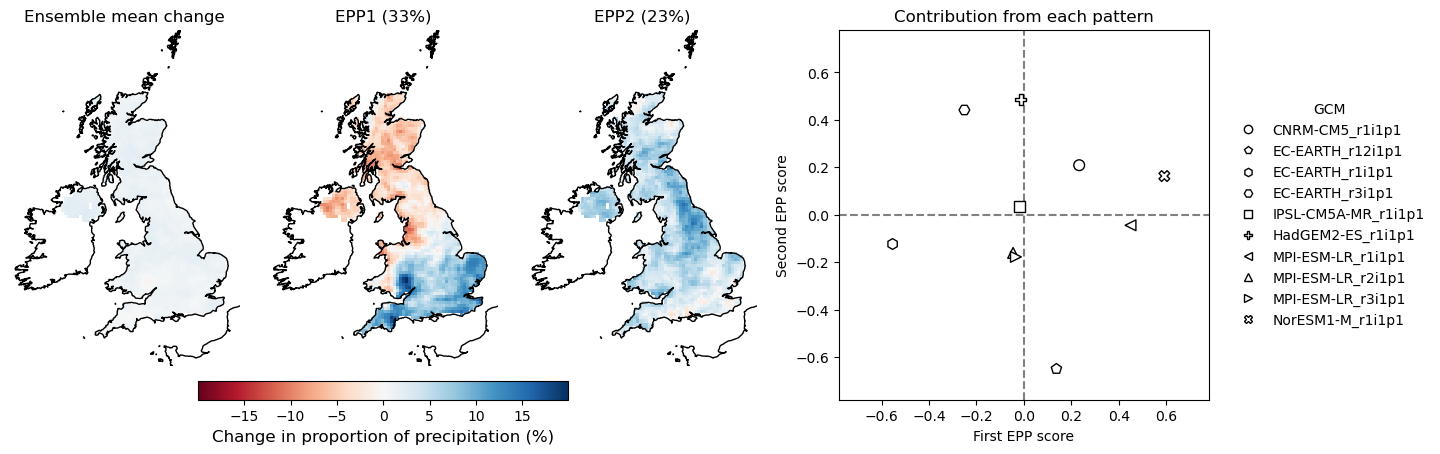 Ensemble mean change
EPP1 (33%)
EPP2 (23%)
−15 −10 −5 0 5 10 15
Change in proportion of precipitation (%)
Contribution from each pattern
Second EPP score
0.6
0.4
0.2
0.0
−0.2
−0.4
−0.6
−0.6 −0.4 −0.2 0.0 0.2 0.4 0.6
First EPP score
GCM
CNRM-CM5_r1i1p1
EC-EARTH_r12i1p1
EC-EARTH_r1i1p1
EC-EARTH_r3i1p1
IPSL-CM5A-MR_r1i1p1
HadGEM2-ES_r1i1p1
MPI-ESM-LR_r1i1p1
MPI-ESM-LR_r2i1p1
MPI-ESM-LR_r3i1p1
NorESM1-M_r1i1p1